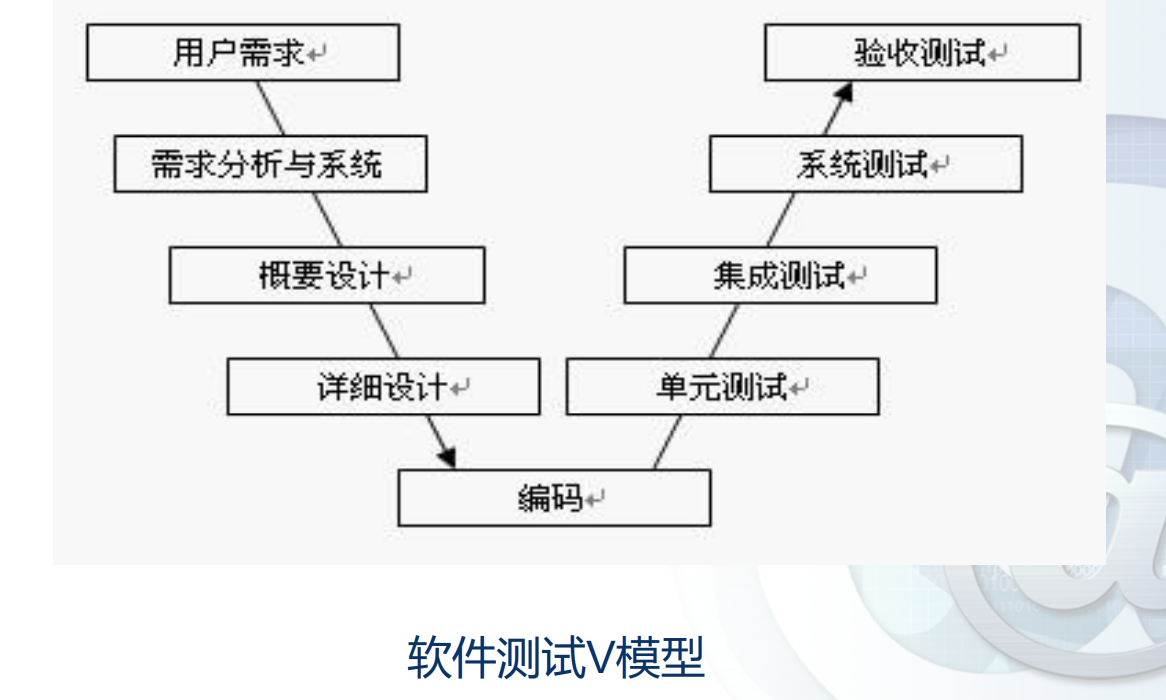 用户需求↵
验收测试↵
需求分析与系统
系统测试↵
概要设计↵
集成测试↵
详细设计↵
单元测试↵
编码↵
软件测试V模型